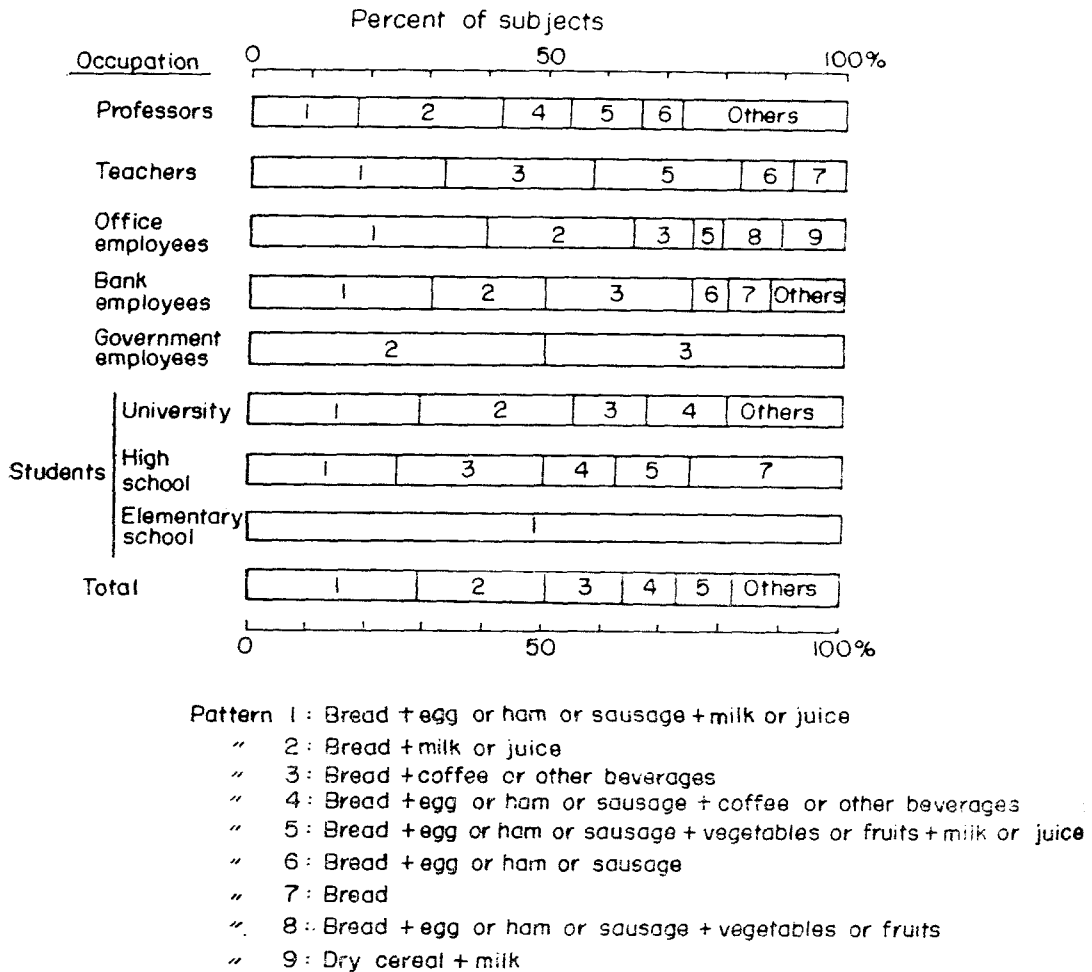 Percent of subjects
Occupation 0 50 100%
Professors 1 2 4 5 6 Others
Teachers 1 3 5 6 7
Office
employees 1 2 3 5 8 9
Bank
employees 1 2 3 6 7 Others
Government
employees 2 3
Students
University 1 2 3 4 Others
High
school 1 3 4 5 7
Elementary
school 1
Total 1 2 3 4 5 Others
0 50 100%
Pattern 1 : Bread + egg or ham or sausage + milk or juice
〃 2 : Bread + milk or juice
〃 3 : Bread + coffee or other beverages
〃 4 : Bread + egg or ham or sausage + coffee or other beverages
〃 5 : Bread + egg or ham or sausage + vegetables or fruits + milk or juice
〃 6 : Bread + egg or ham or sausage
〃 7 : Bread
〃 8 : Bread + egg or ham or sausage + vegetables or fruits
〃 9 : Dry cereal + milk